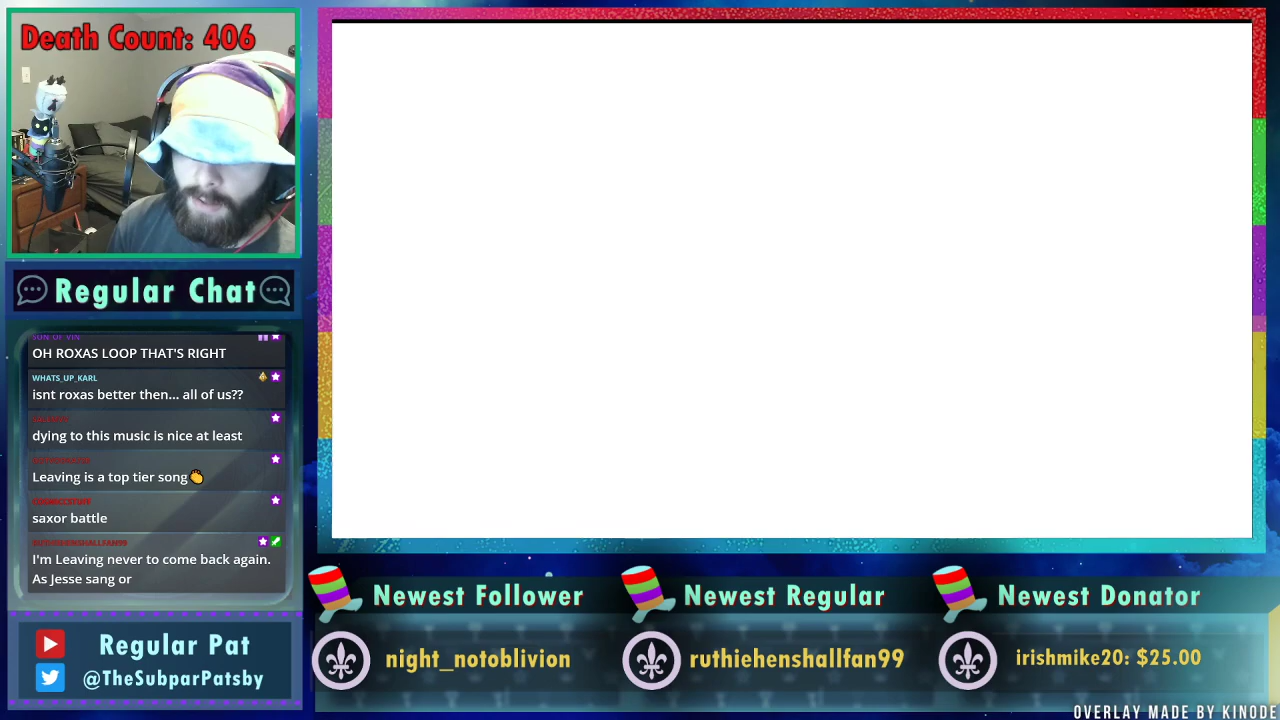 Death Count: 406
Regular Chat
SUN_OF_VIN
OH ROXAS LOOP THAT'S RIGHT
WHATS_UP_KARL
isnt roxas better then... all of us??
dying to this music is nice at least
Leaving is a top tier song
saxor battle
RUTHIEHENSHALLFAN99
I'm Leaving never to come back again.
As Jesse sang or
Regular Pat
@TheSubparPatsby
Newest Follower
night_notoblivion
Newest Regular
ruthiehenshallfan99
Newest Donator
irishmike20: $25.00
OVERLAY MADE BY KINODE